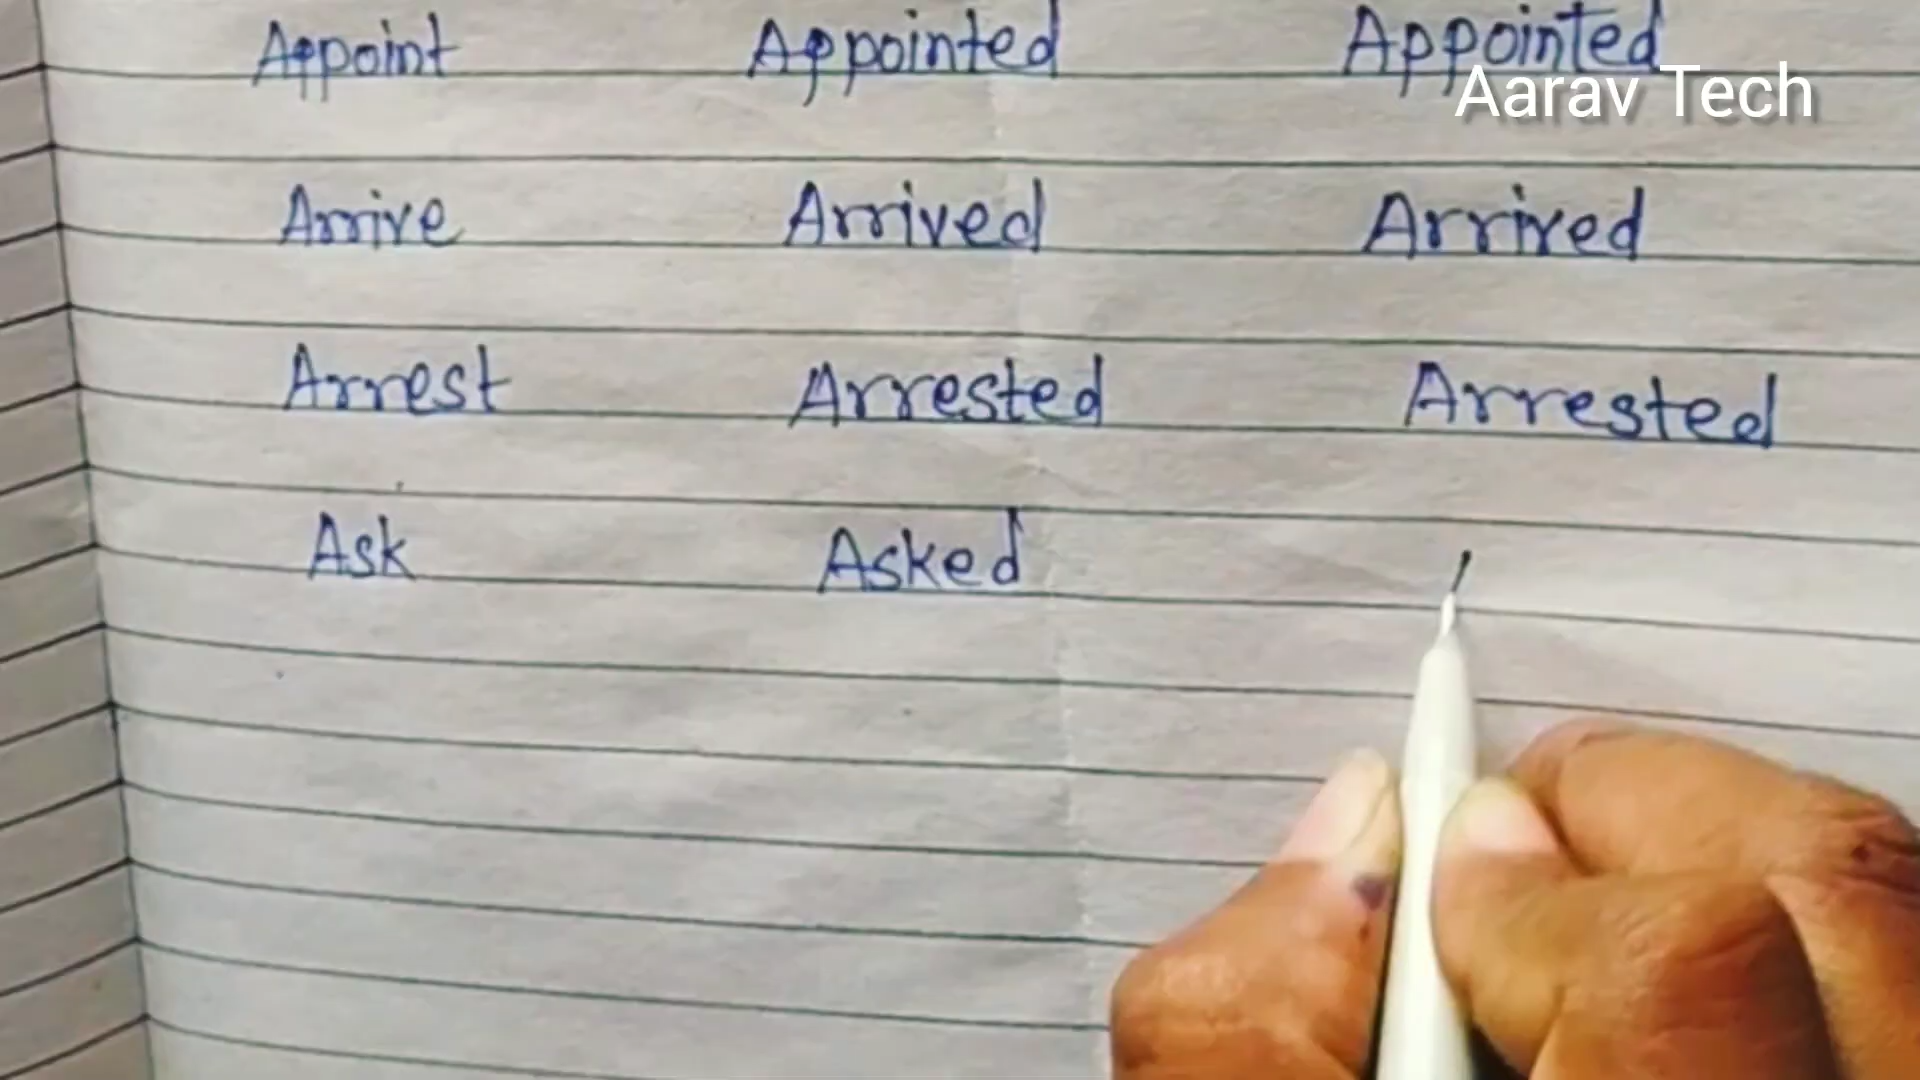 Appoint Appointed Appointed
Aarav Tech
Arrive Arrived Arrived
Arrest Arrested Arrested
Ask Asked